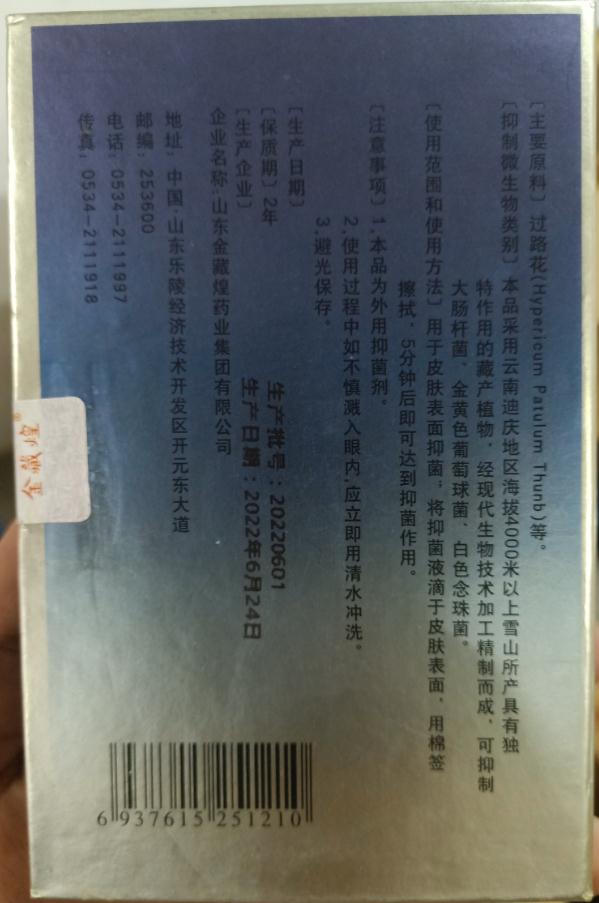 〔主要原料〕过路花(Hypericum Patulum Thunb)等。
〔抑制微生物类别〕本品采用云南迪庆地区海拔4000米以上雪山所产具有独
特作用的藏产植物，经现代生物技术加工精制而成，可抑制
大肠杆菌、金黄色葡萄球菌、白色念珠菌。
〔使用范围和使用方法〕用于皮肤表面抑菌；将抑菌液滴于皮肤表面，用棉签
擦拭，5分钟后即可达到抑菌作用。
〔注意事项〕1.本品为外用抑菌剂。
2.使用过程中如不慎溅入眼内,应立即用清水冲洗。
3.避光保存。
〔生产日期〕
〔保质期〕2年
〔生产企业〕
生产批号：20220601
生产日期：2022年6月24日
企业名称:山东金藏煌药业集团有限公司
地址：中国·山东乐陵经济技术开发区开元东大道
邮编：253600
电话：0534-2111997
传真：0534-2111918
金藏煌®
6 937615 251210